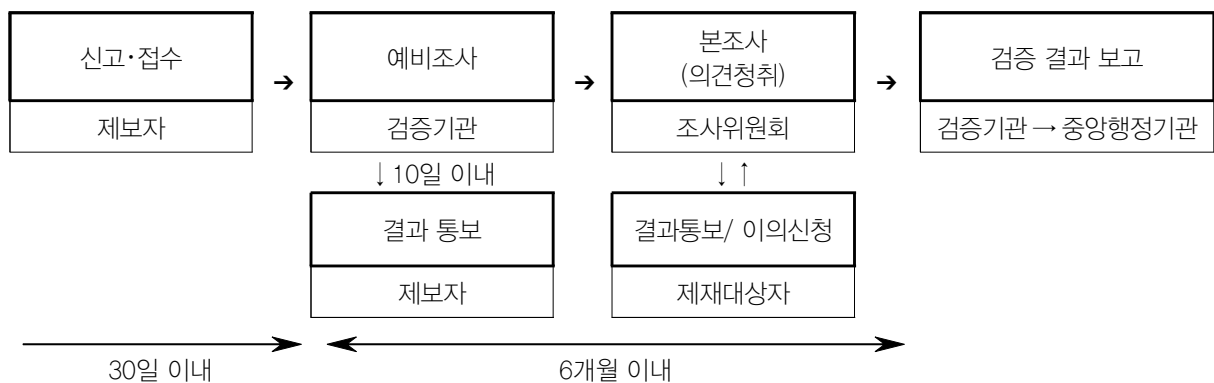 신고·접수
제보자
➔
예비조사
검증기관
➔
본조사
(의견청취)
조사위원회
➔
검증 결과 보고
검증기관 → 중앙행정기관
↓ 10일 이내
↓ ↑
결과 통보
제보자
결과통보/ 이의신청
제재대상자
30일 이내
6개월 이내